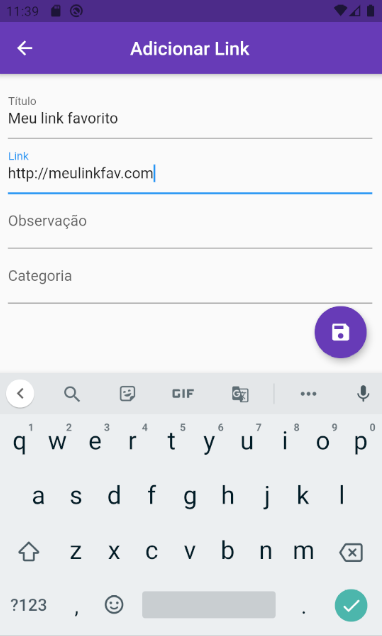 11:39
Adicionar Link
Título
Meu link favorito
Link
http://meulinkfav.com
Observação
Categoria
GIF
1 2 3 4 5 6 7 8 9 0
q w e r t y u i o p
a s d f g h j k l
z x c v b n m
?123 , .